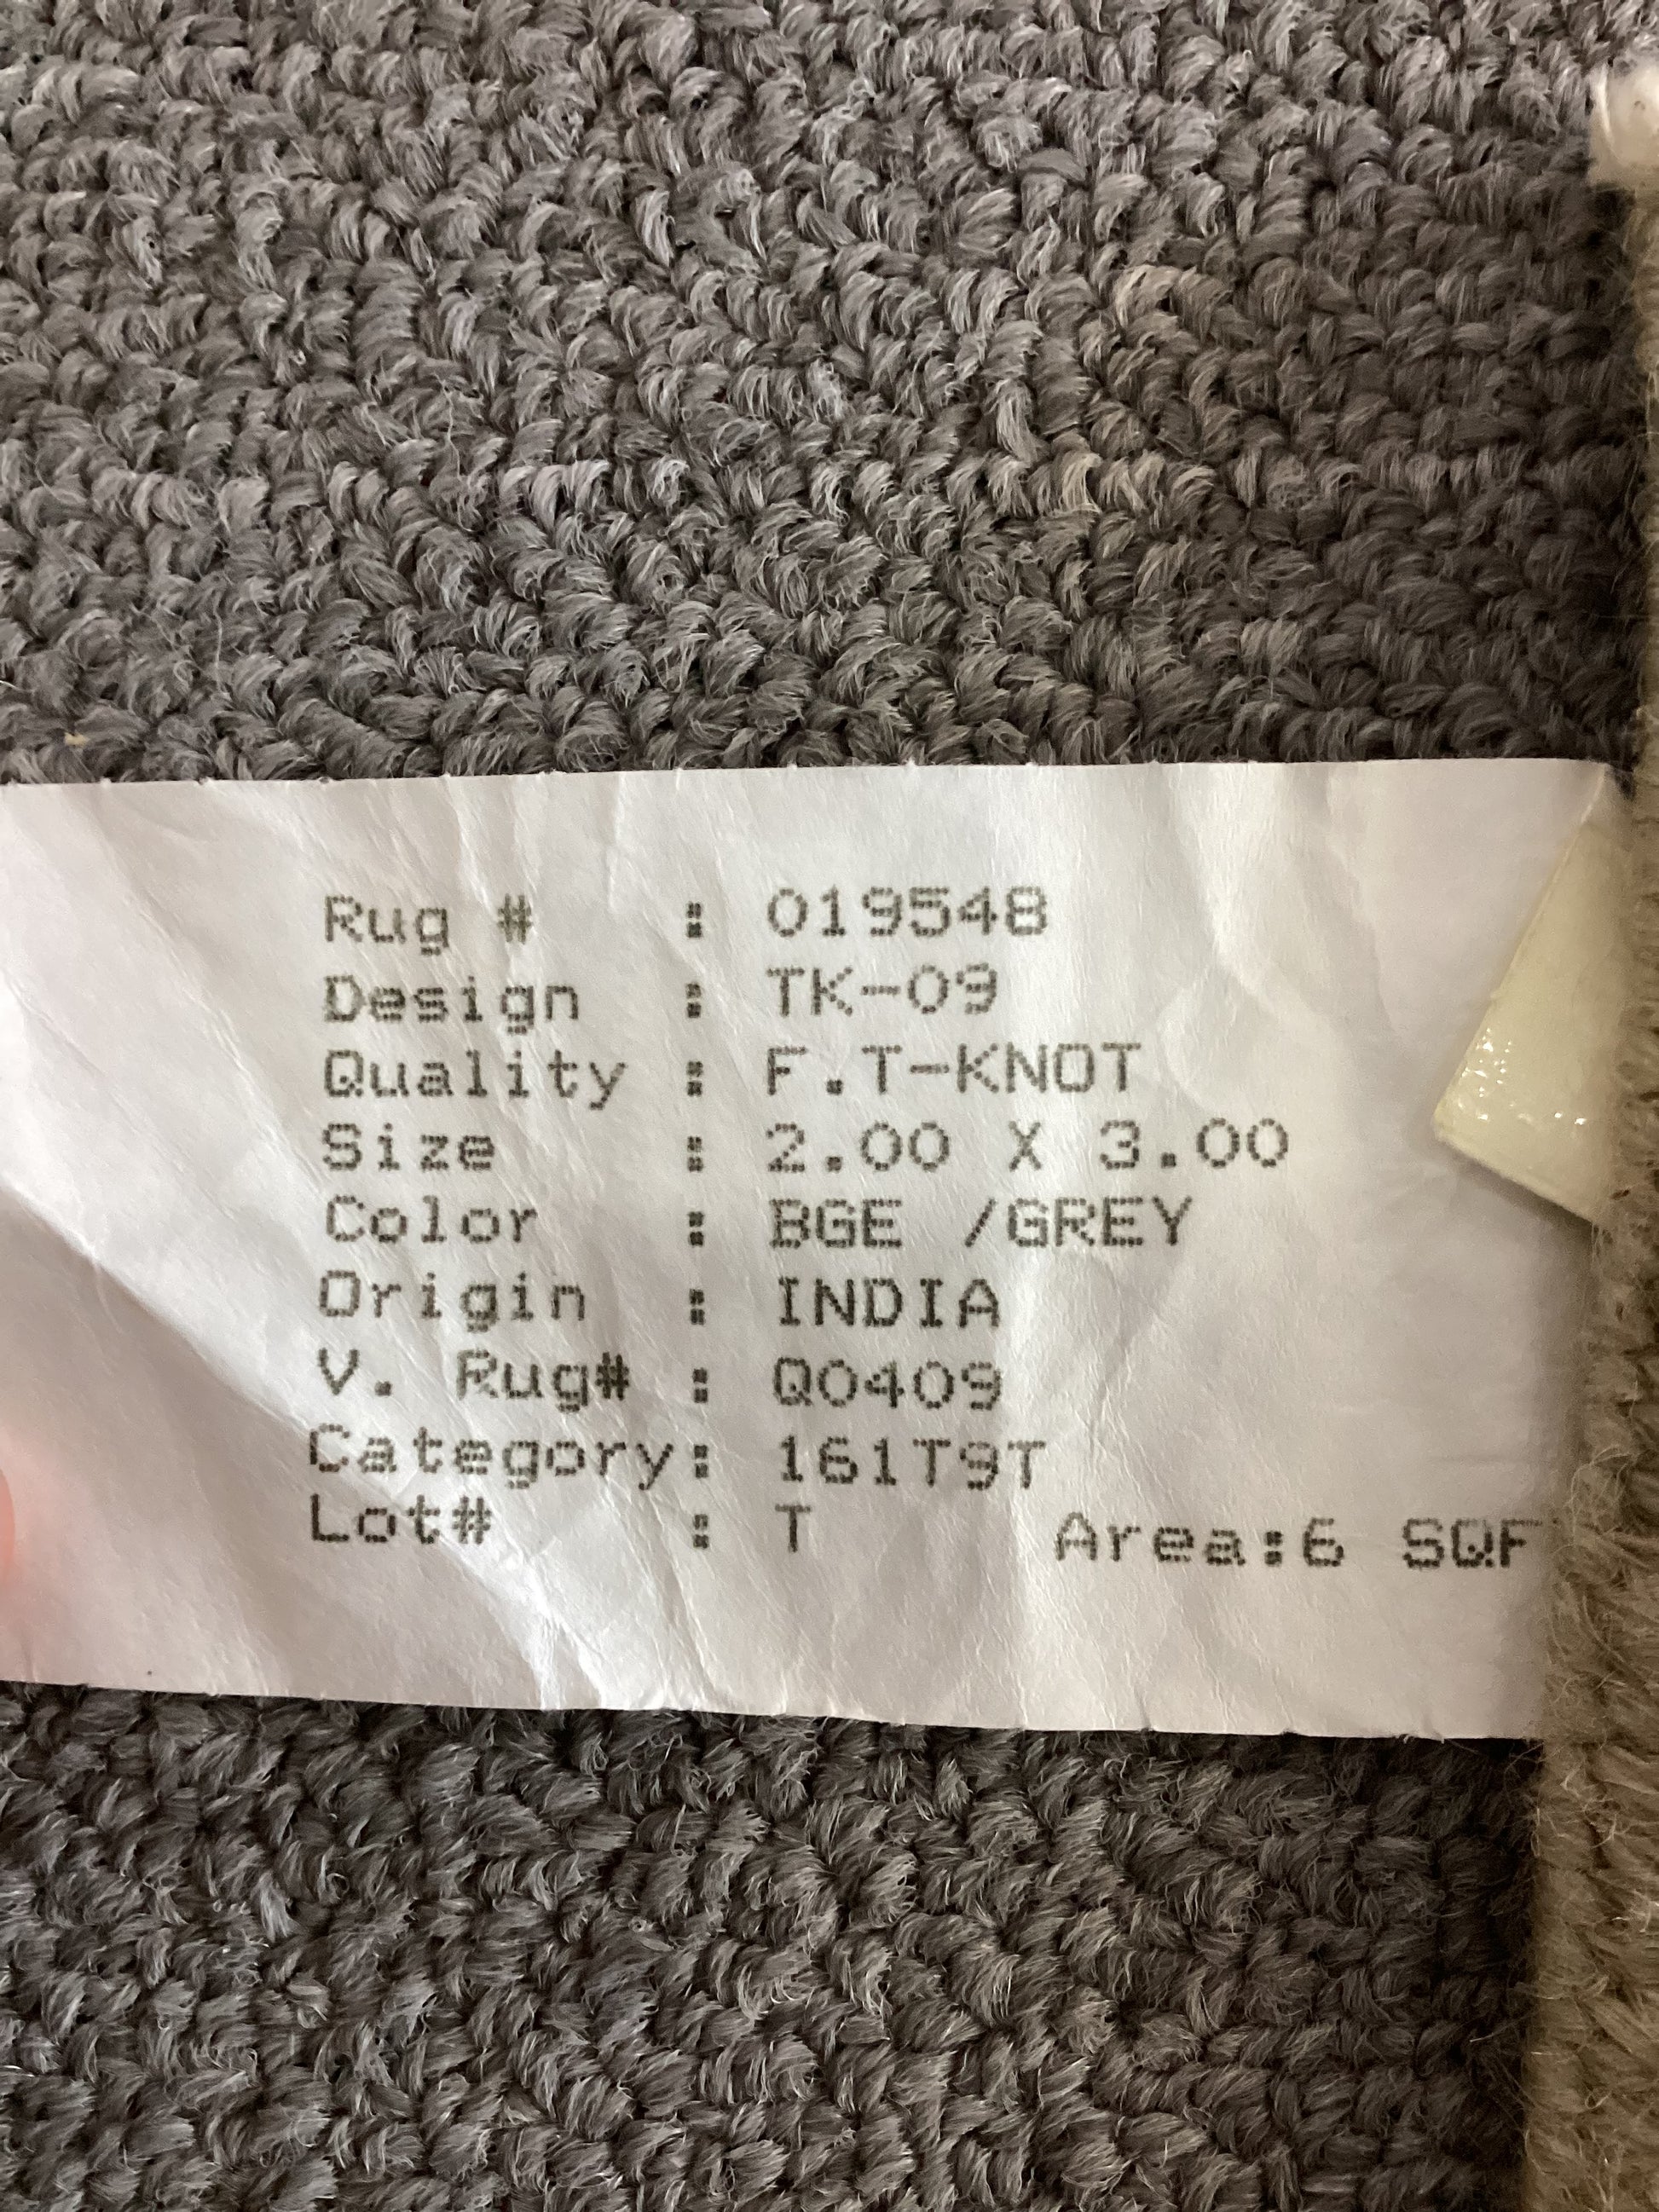 Rug # : 019548
Design : TK-09
Quality : F.T-KNOT
Size : 2.00 X 3.00
Color : BGE /GREY
Origin : INDIA
V. Rug# : Q0409
Category: 161T9T
Lot# : T Area:6 SQF